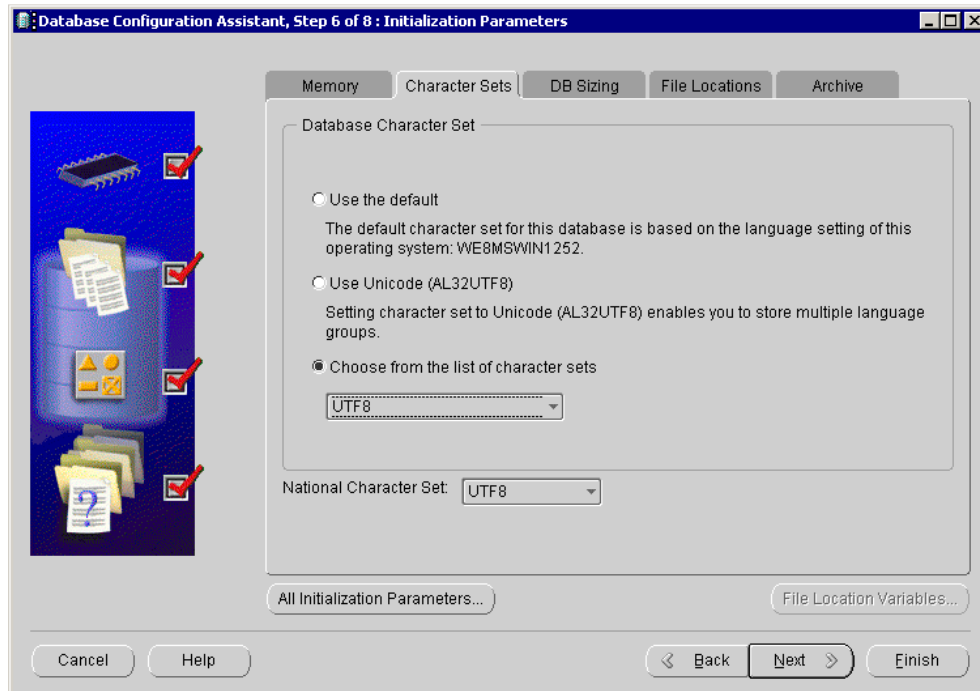 Database Configuration Assistant, Step 6 of 8 : Initialization Parameters
Memory
Character Sets
DB Sizing
File Locations
Archive
Database Character Set
Use the default
The default character set for this database is based on the language setting of this
operating system: WE8MSWIN1252.
Use Unicode (AL32UTF8)
Setting character set to Unicode (AL32UTF8) enables you to store multiple language
groups.
Choose from the list of character sets
UTF8
National Character Set:
UTF8
?
All Initialization Parameters...
File Location Variables...
Cancel
Help
Back
Next
Finish